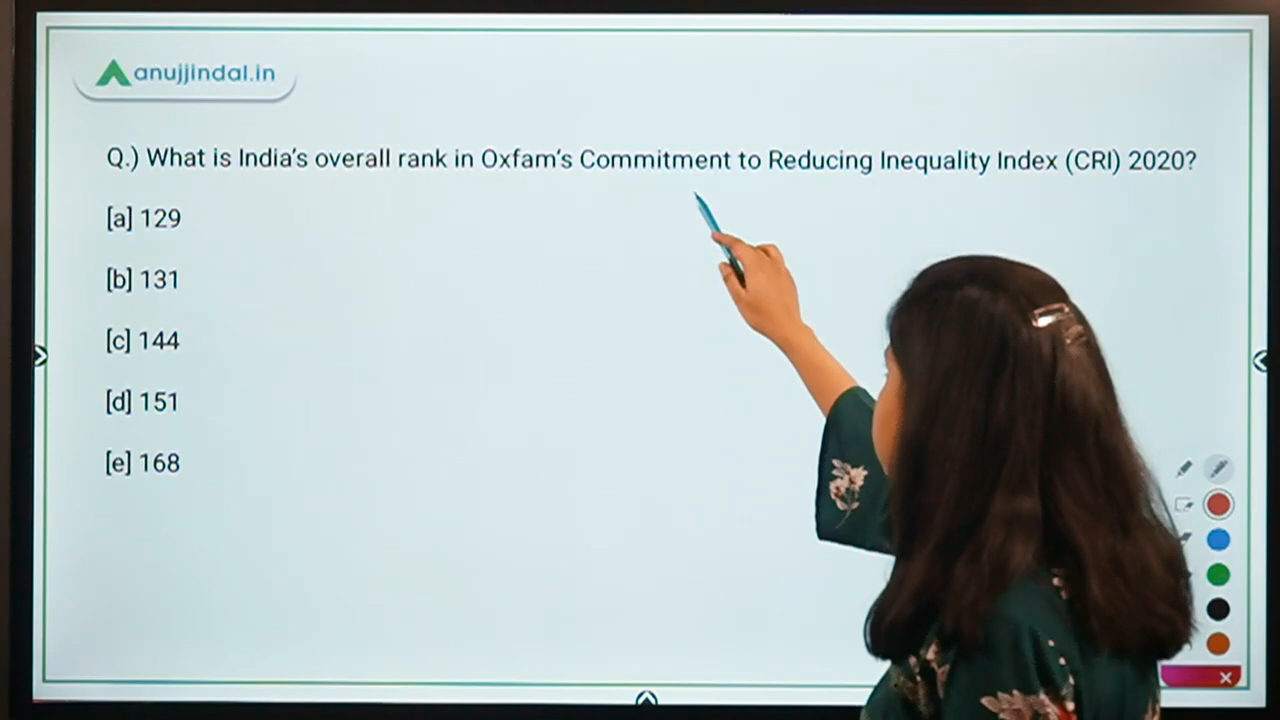 anujjindal.in
Q.) What is India's overall rank in Oxfam's Commitment to Reducing Inequality Index (CRI) 2020?
[a] 129
[b] 131
[c] 144
[d] 151
[e] 168